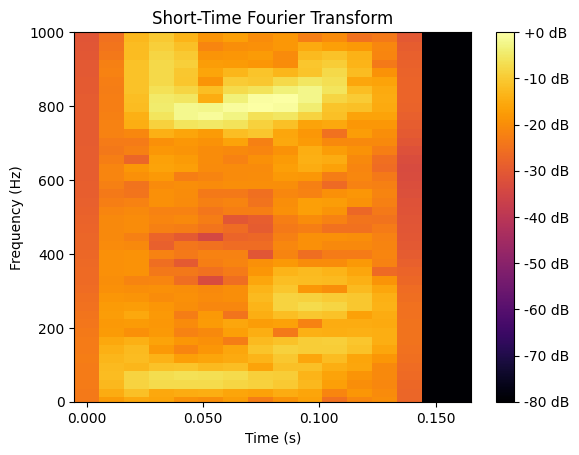 Short-Time Fourier Transform
1000
800
600
400
200
0
Frequency (Hz)
0.000
0.050
0.100
0.150
Time (s)
+0 dB
-10 dB
-20 dB
-30 dB
-40 dB
-50 dB
-60 dB
-70 dB
-80 dB